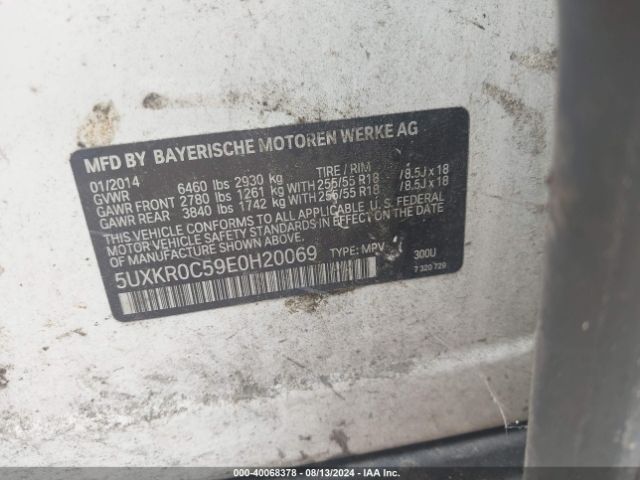 MFD BY BAYERISCHE MOTOREN WERKE AG
01/2014 TIRE / RIM
GVWR 6460 lbs 2930 kg
GAWR FRONT 2780 lbs 1261 kg WITH 255/55 R18 / 8.5J x 18
GAWR REAR 3840 lbs 1742 kg WITH 255/55 R18 / 8.5J x 18
THIS VEHICLE CONFORMS TO ALL APPLICABLE U.S. FEDERAL
MOTOR VEHICLE SAFETY STANDARDS IN EFFECT ON THE DATE
OF MANUFACTURE SHOWN ABOVE.
5UXKR0C59E0H20069 TYPE: MPV 300U
7 320 729
000-40068378 - 08/13/2024 - IAA Inc.